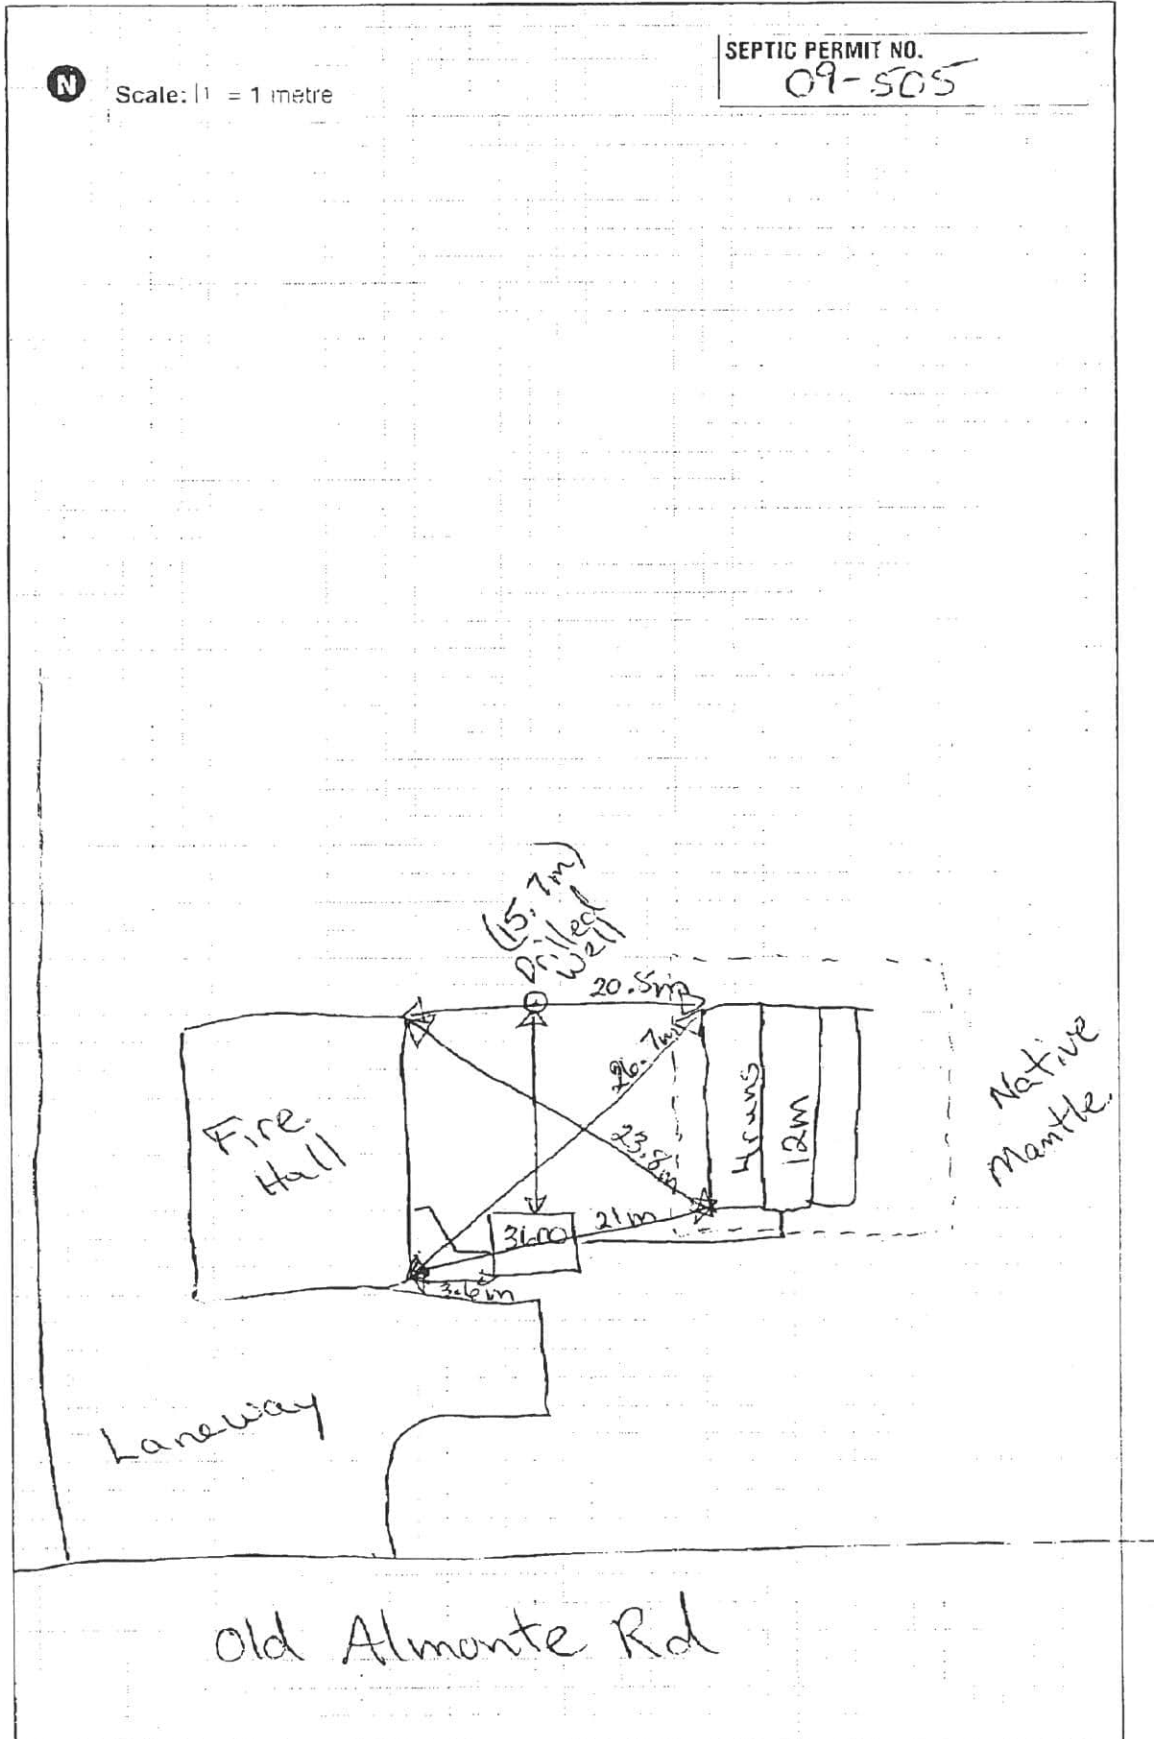 SEPTIC PERMIT NO.
09-505
N
Scale: 1 = 1 metre
(15.7m)
Drilled
Well
20.5m
26.7m
23.8m
4 runs
12m
Native
Mantle
Fire
Hall
3600
21m
3.6m
Laneway
Old Almonte Rd